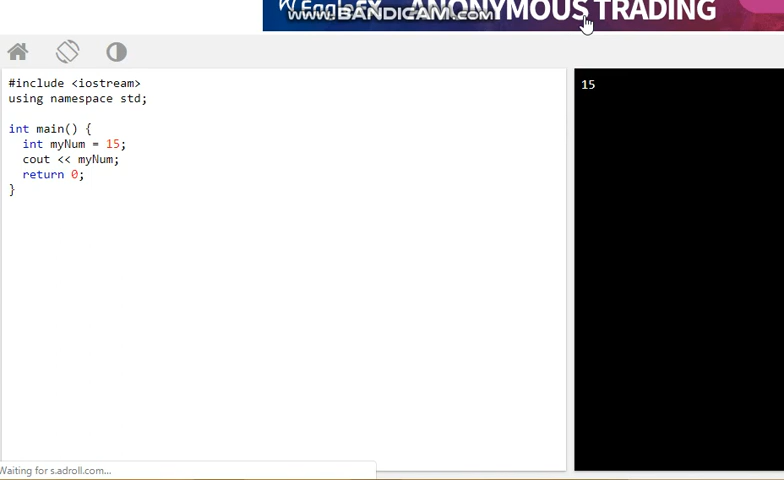 ANONYMOUS TRADING
www.BANDICAM.com
#include <iostream>
using namespace std;
int main() {
int myNum = 15;
cout << myNum;
return 0;
}
15
Waiting for s.adroll.com...